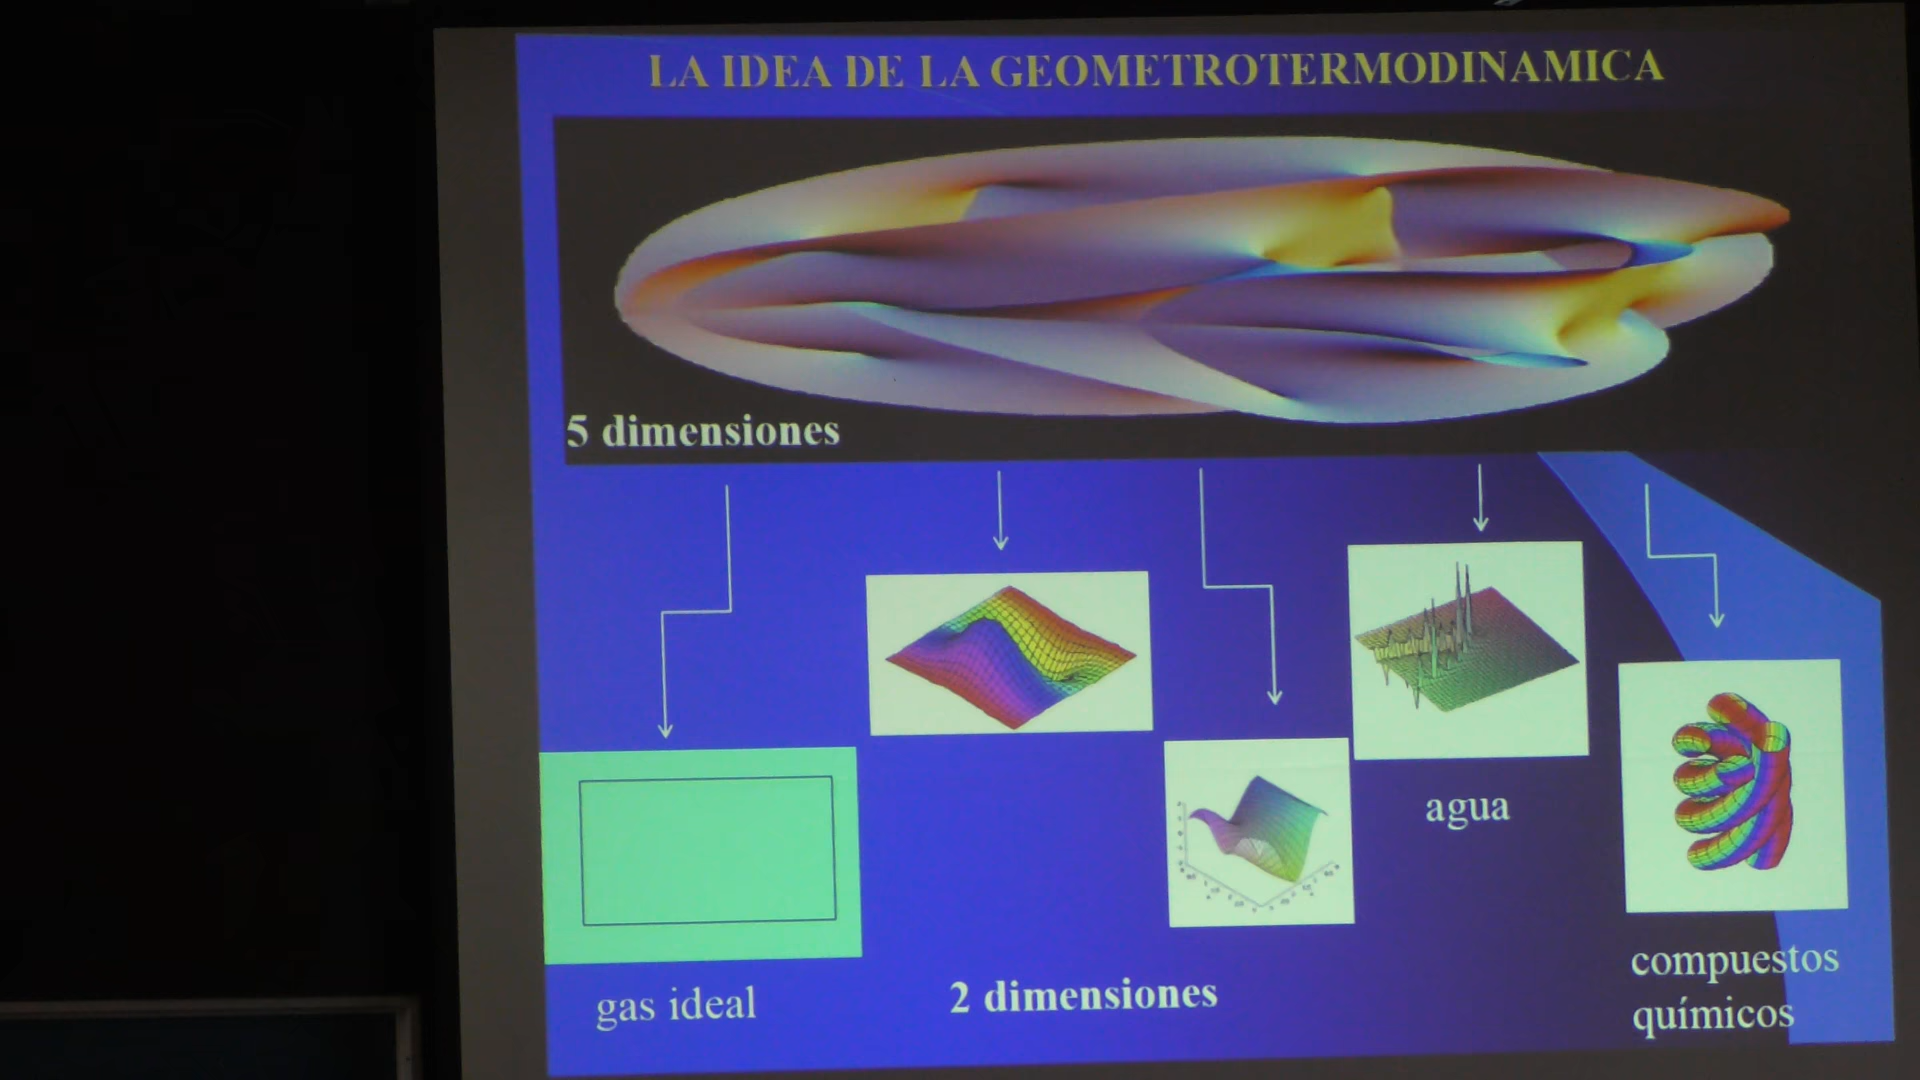 LA IDEA DE LA GEOMETROTERMODINAMICA
5 dimensiones
agua
gas ideal
2 dimensiones
compuestos
químicos